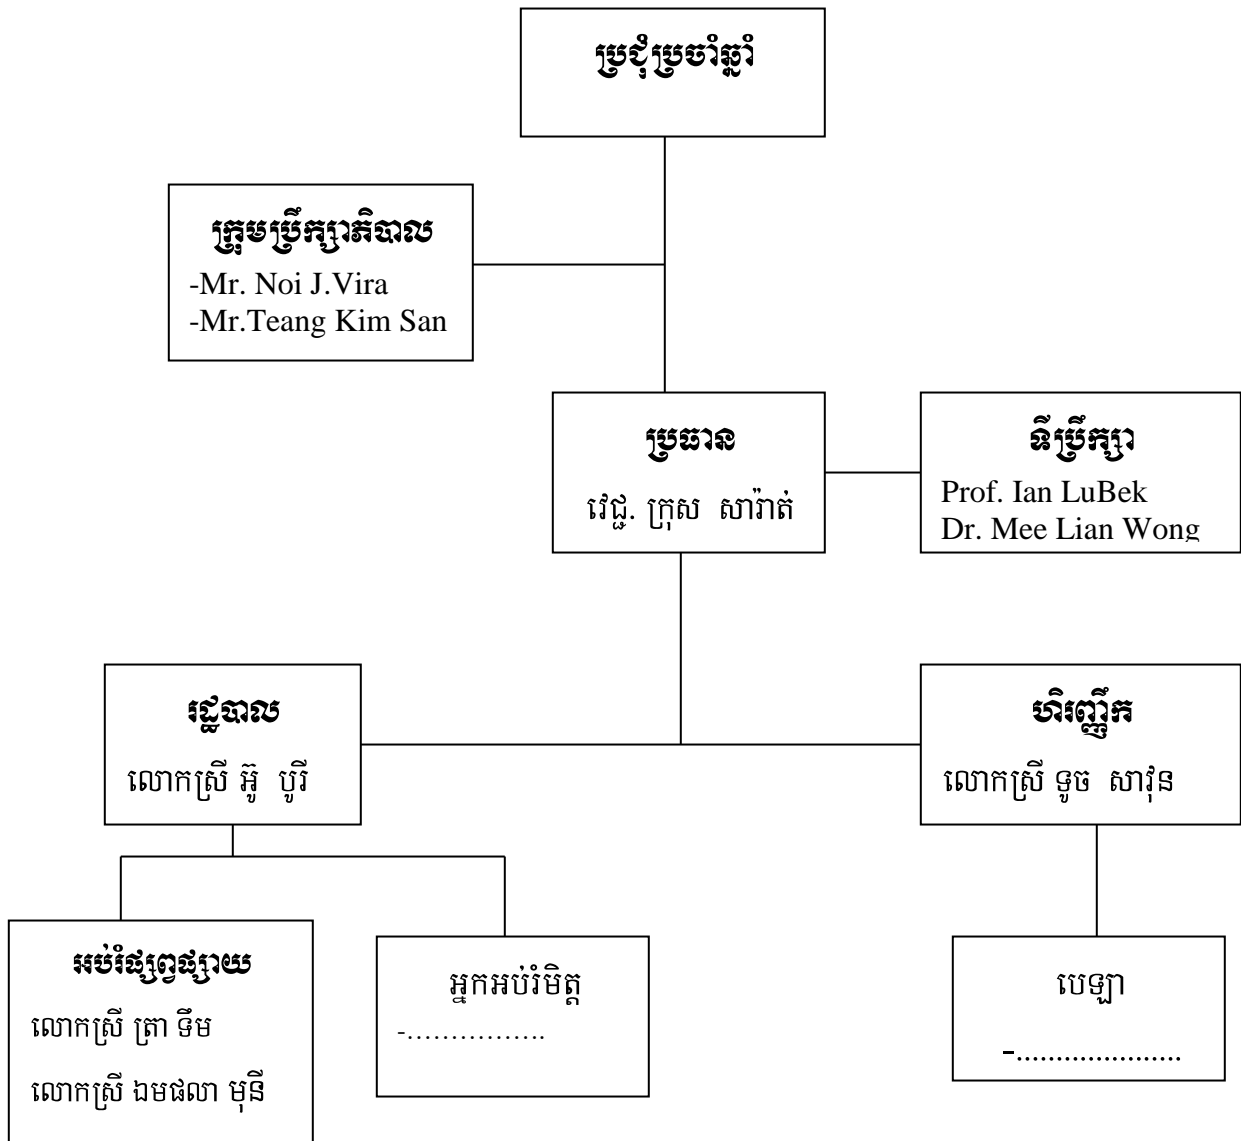 ប្រជុំប្រចាំឆ្នាំ
ក្រុមប្រឹក្សាភិបាល
-Mr. Noi J.Vira
-Mr.Teang Kim San
ប្រធាន
វេជ្ជ. ក្រុស សារ៉ាត់
ទីប្រឹក្សា
Prof. Ian LuBek
Dr. Mee Lian Wong
រដ្ឋបាល
លោកស្រី អ៊ូ បូរី
ហិរញ្ញឹក
លោកស្រី ទូច សាវុន
អប់រំផ្សព្វផ្សាយ
លោកស្រី ត្រា ទឹម
លោកស្រី ឯមផលា មុនី
អ្នកអប់រំមិត្ត
-.................
បេឡា
-.....................